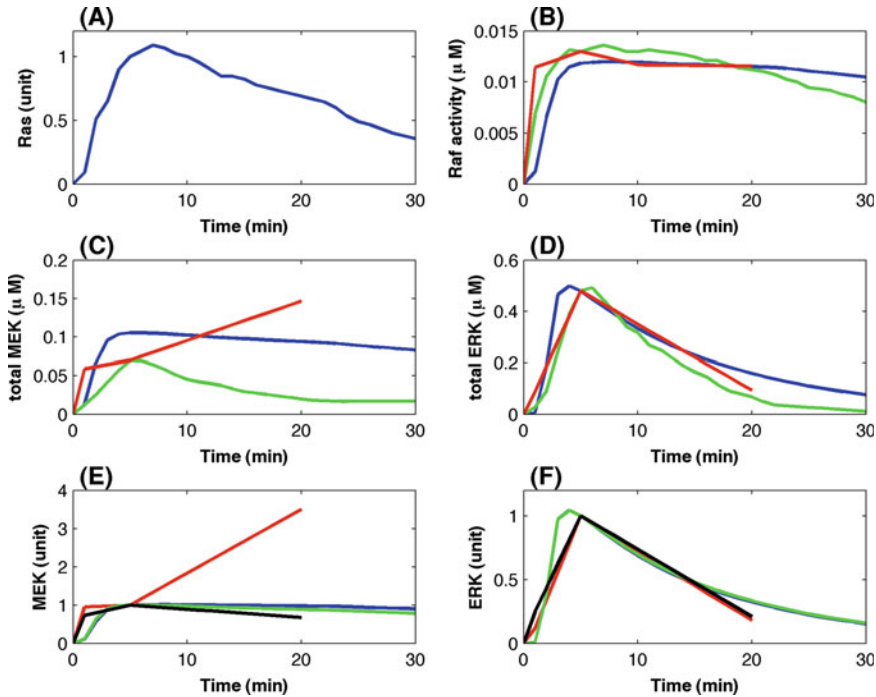 (A)
Ras (unit)
1
0.5
0
0 10 20 30
Time (min)
(B)
Raf activity (μ M)
0.015
0.01
0.005
0
0 10 20 30
Time (min)
(C)
total MEK (μ M)
0.2
0.15
0.1
0.05
0
0 10 20 30
Time (min)
(D)
total ERK (μ M)
0.6
0.4
0.2
0
0 10 20 30
Time (min)
(E)
MEK (unit)
4
3
2
1
0
0 10 20 30
Time (min)
(F)
ERK (unit)
1
0.5
0
0 10 20 30
Time (min)